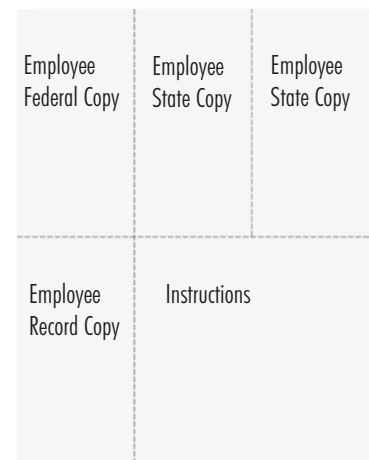 Employee
Federal Copy
Employee
State Copy
Employee
State Copy
Employee
Record Copy
Instructions